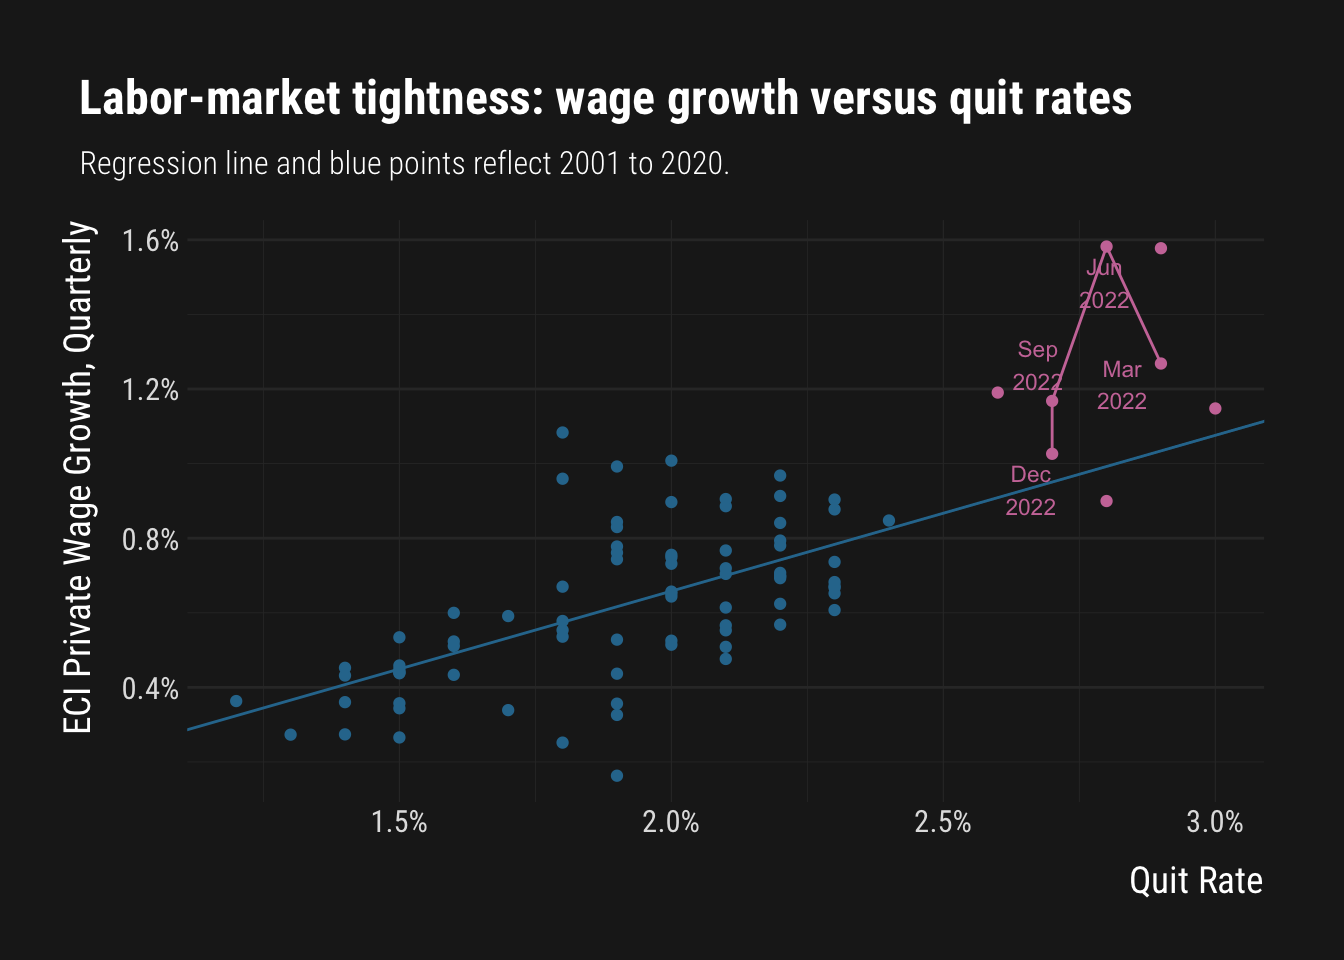 Labor-market tightness: wage growth versus quit rates
Regression line and blue points reflect 2001 to 2020.
ECI Private Wage Growth, Quarterly
1.6%
1.2%
0.8%
0.4%
Jun
2022
Sep
2022
Mar
2022
Dec
2022
1.5%
2.0%
2.5%
3.0%
Quit Rate